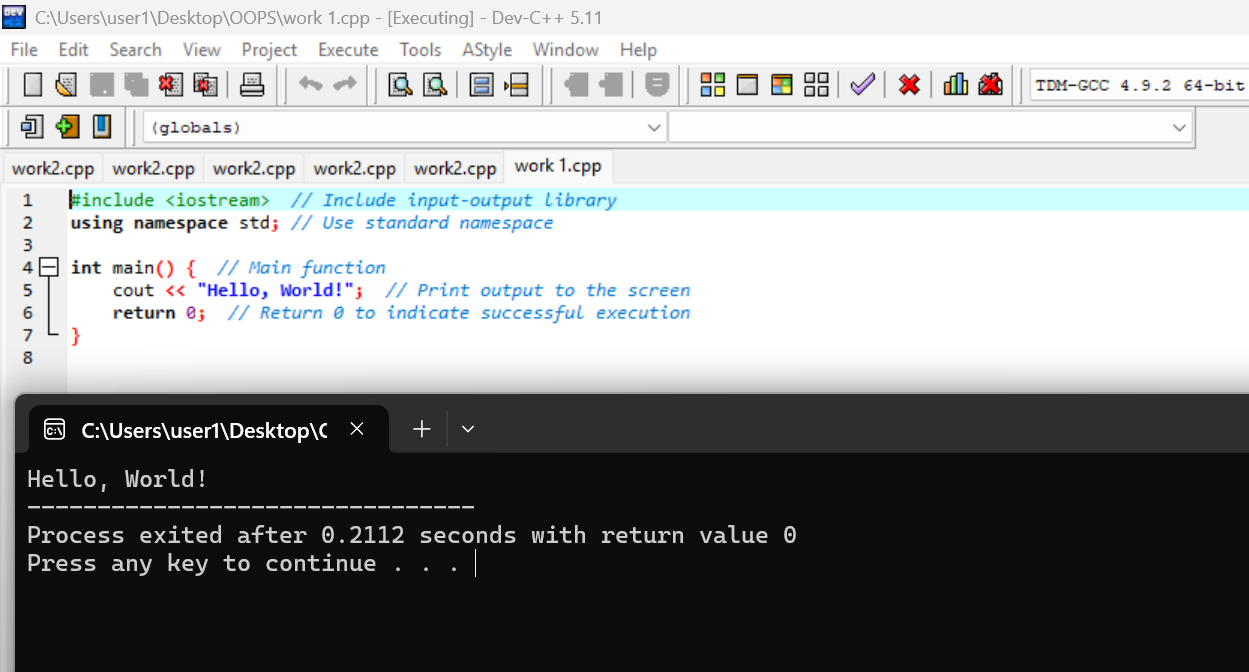 C:\Users\user1\Desktop\OOPS\work 1.cpp - [Executing] - Dev-C++ 5.11
File Edit Search View Project Execute Tools AStyle Window Help
TDM-GCC 4.9.2 64-bit
(globals)
work2.cpp work2.cpp work2.cpp work2.cpp work2.cpp work 1.cpp
1 #include <iostream>  // Include input-output library
2 using namespace std; // Use standard namespace
3
4 int main() {  // Main function
5     cout << "Hello, World!";  // Print output to the screen
6     return 0;  // Return 0 to indicate successful execution
7 }
8
C:\Users\user1\Desktop\
Hello, World!
--------------------------------
Process exited after 0.2112 seconds with return value 0
Press any key to continue . . .